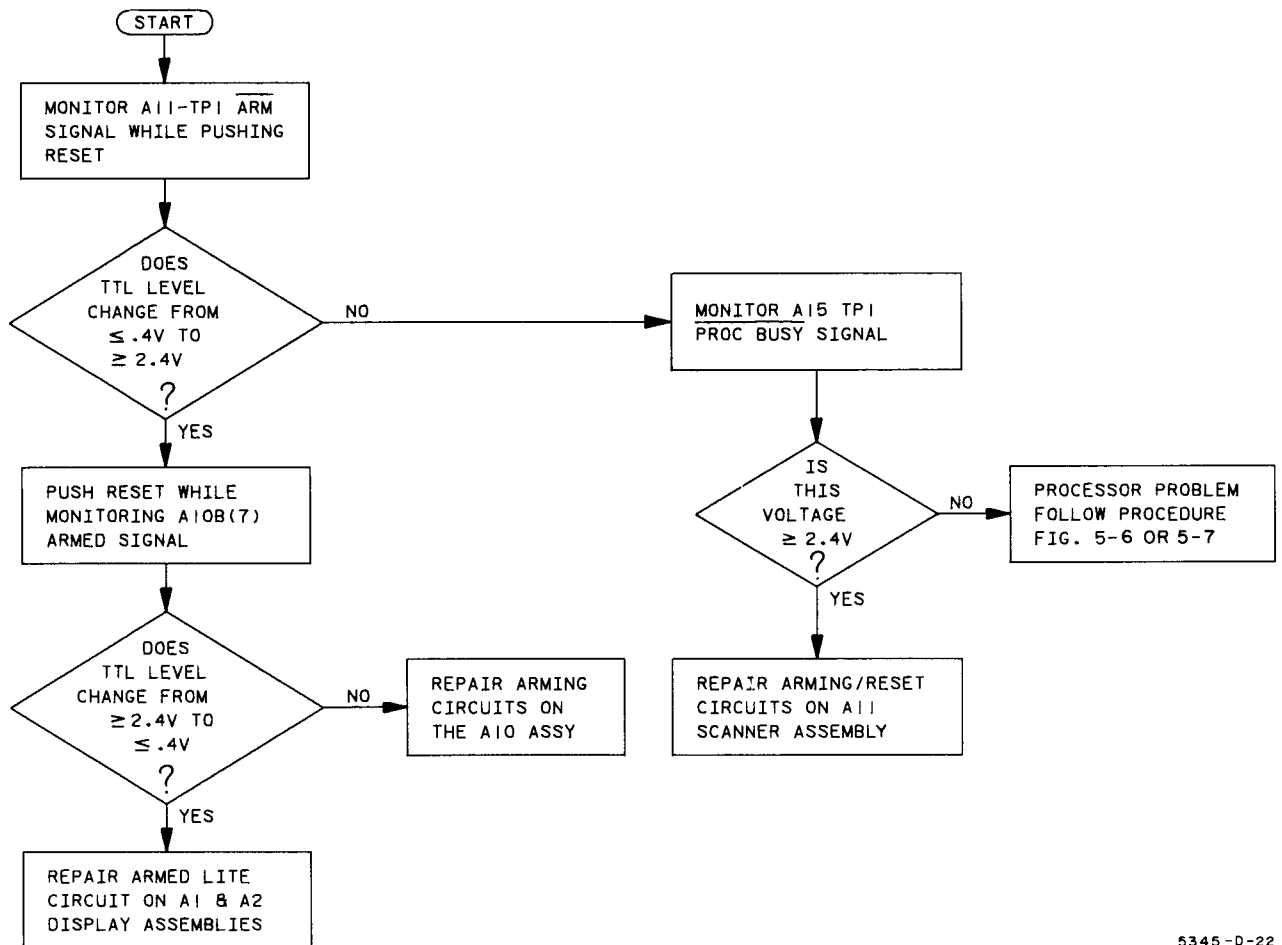 START
MONITOR A11-TP1 ARM
SIGNAL WHILE PUSHING
RESET
DOES
TTL LEVEL
CHANGE FROM
≤ .4V TO
≥ 2.4V
?
NO
YES
MONITOR A15 TP1
PROC BUSY SIGNAL
IS
THIS
VOLTAGE
≥ 2.4V
?
NO
YES
PROCESSOR PROBLEM
FOLLOW PROCEDURE
FIG. 5-6 OR 5-7
REPAIR ARMING/RESET
CIRCUITS ON A11
SCANNER ASSEMBLY
PUSH RESET WHILE
MONITORING A10B(7)
ARMED SIGNAL
DOES
TTL LEVEL
CHANGE FROM
≥ 2.4V TO
≤ .4V
?
NO
YES
REPAIR ARMING
CIRCUITS ON
THE A10 ASSY
REPAIR ARMED LITE
CIRCUIT ON A1 & A2
DISPLAY ASSEMBLIES
5345-D-22